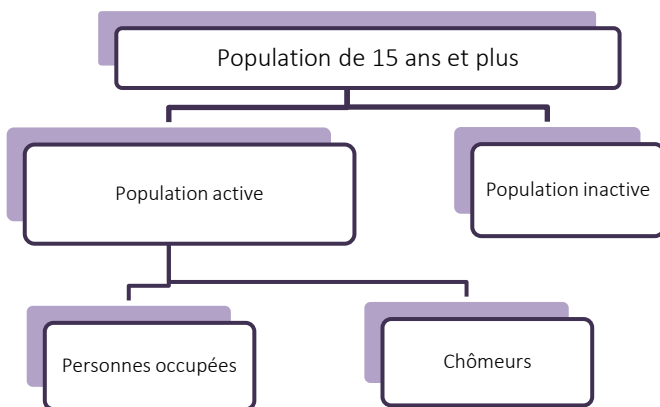 Population de 15 ans et plus
Population active
Population inactive
Personnes occupées
Chômeurs